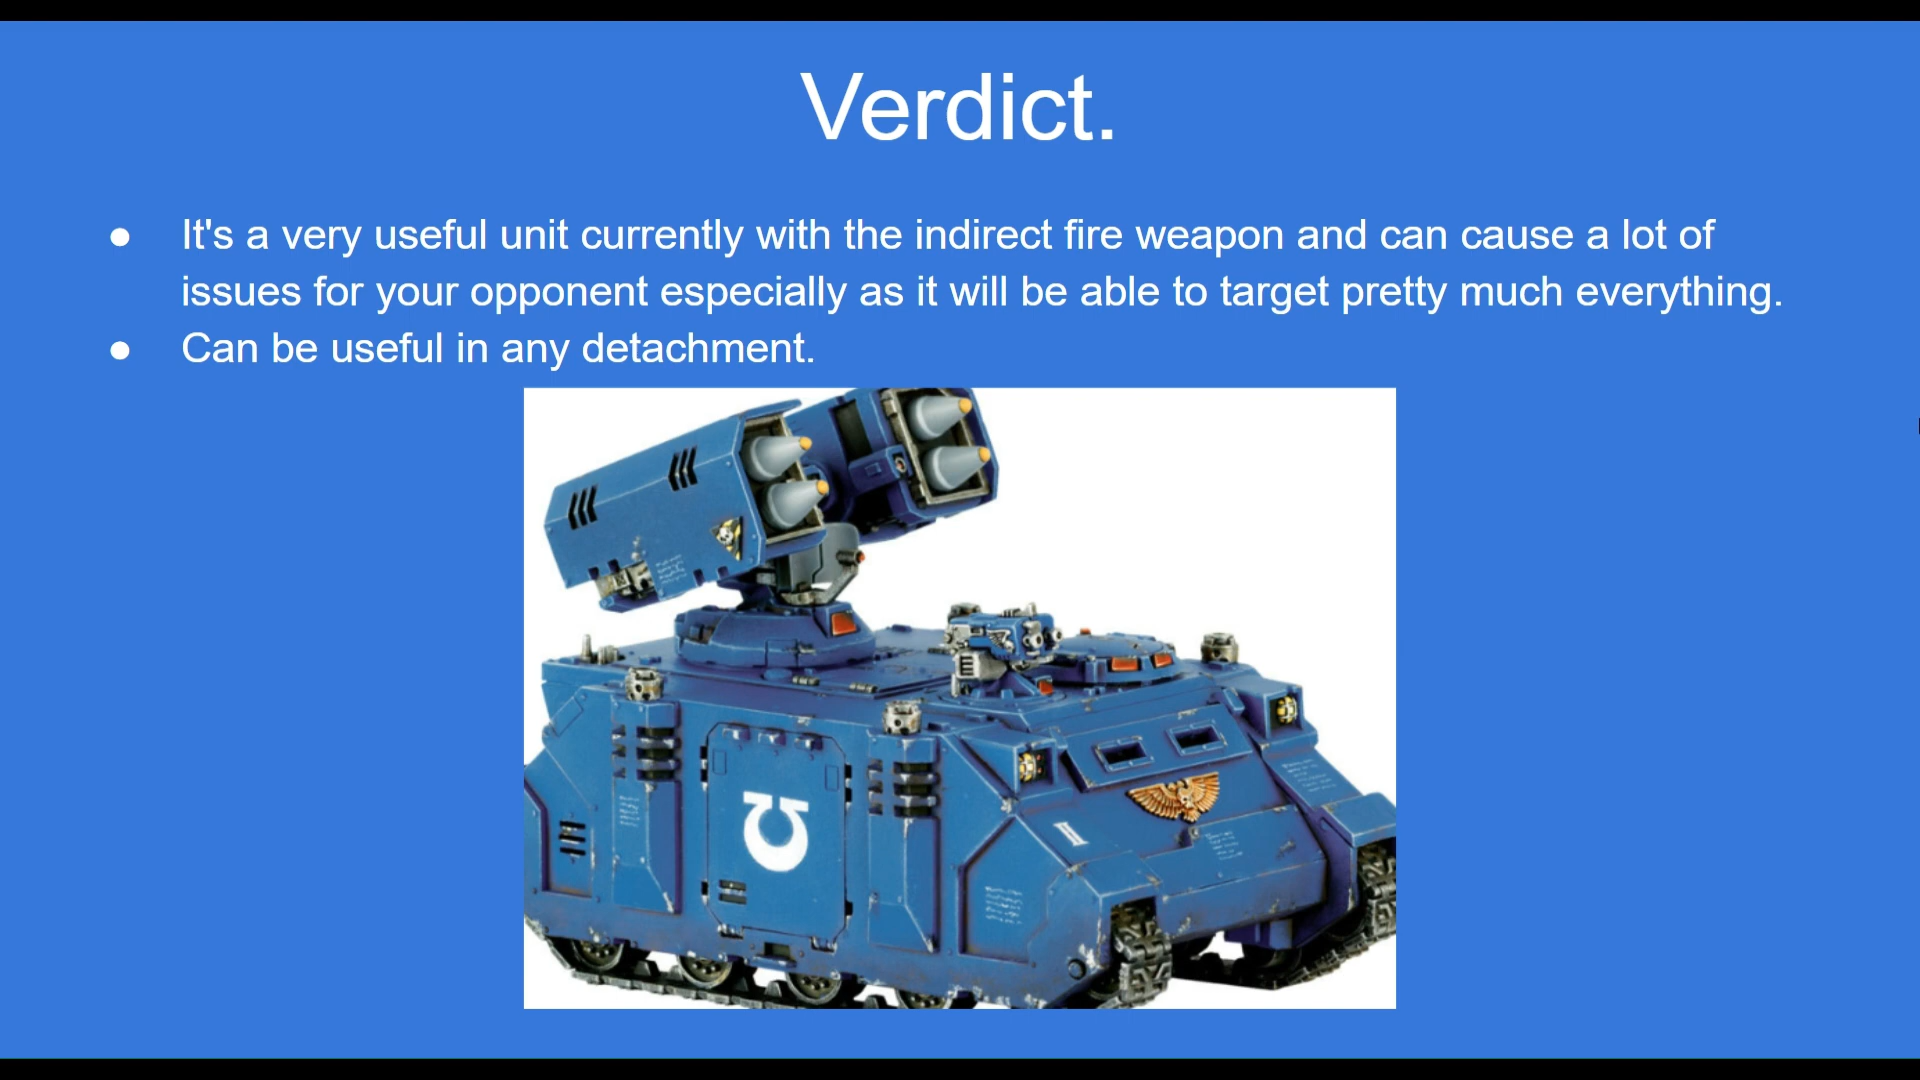 Verdict.
● It's a very useful unit currently with the indirect fire weapon and can cause a lot of
issues for your opponent especially as it will be able to target pretty much everything.
● Can be useful in any detachment.
II